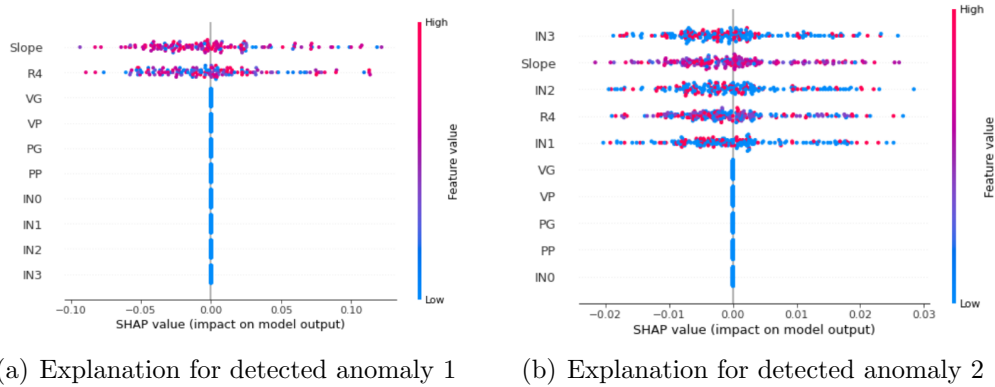 High
Slope
R4
VG
VP
PG
PP
IN0
IN1
IN2
IN3
Feature value
Low
−0.10 −0.05 0.00 0.05 0.10
SHAP value (impact on model output)
High
IN3
Slope
IN2
R4
IN1
VG
VP
PG
PP
IN0
Feature value
Low
−0.02 −0.01 0.00 0.01 0.02 0.03
SHAP value (impact on model output)
a) Explanation for detected anomaly 1
(b) Explanation for detected anomaly 2